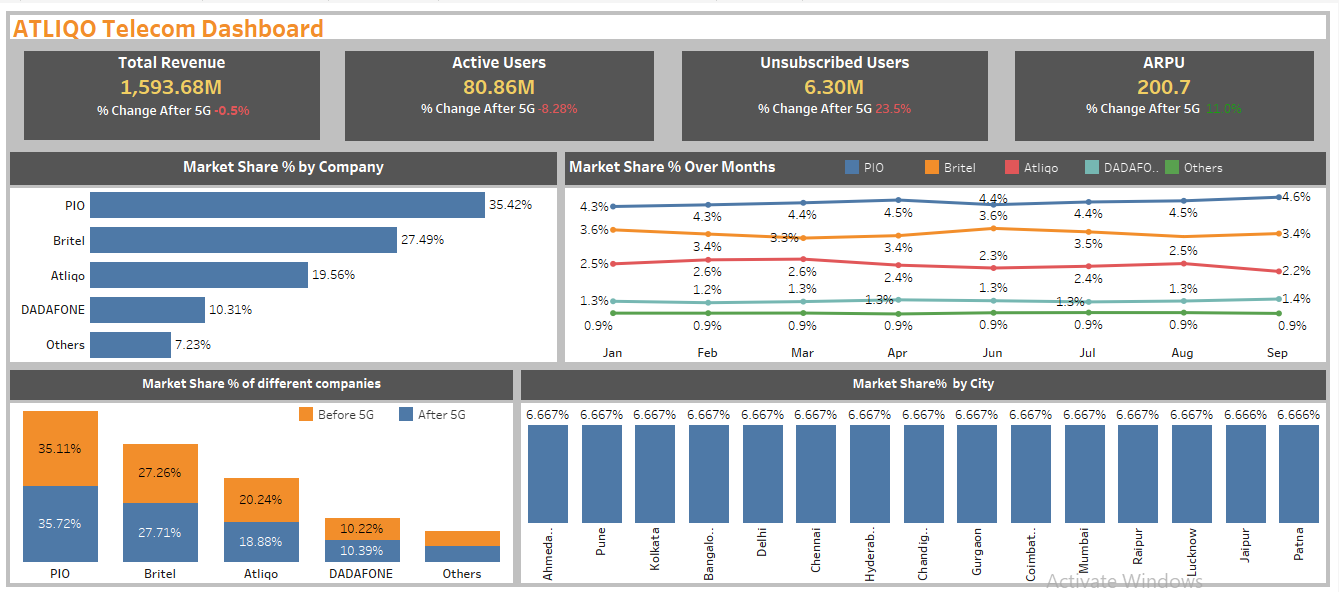 ATLIQO Telecom Dashboard
Total Revenue
1,593.68M
% Change After 5G -0.5%
Active Users
80.86M
% Change After 5G -8.28%
Unsubscribed Users
6.30M
% Change After 5G 23.5%
ARPU
200.7
% Change After 5G 11.0%
Market Share % by Company
PIO 35.42%
Britel 27.49%
Atliqo 19.56%
DADAFONE 10.31%
Others 7.23%
Market Share % Over Months PIO Britel Atliqo DADAFO.. Others
4.3% 4.3% 4.4% 4.5% 4.4% 4.4% 4.5% 4.6%
3.6% 3.4% 3.3% 3.4% 3.6% 3.5% 3.4%
2.5% 2.6% 2.6% 2.4% 2.3% 2.4% 2.5% 2.2%
1.3% 1.2% 1.3% 1.3% 1.3% 1.3% 1.3% 1.4%
0.9% 0.9% 0.9% 0.9% 0.9% 0.9% 0.9% 0.9%
Jan Feb Mar Apr Jun Jul Aug Sep
Market Share % of different companies
Before 5G After 5G
35.11% 27.26% 20.24% 10.22%
35.72% 27.71% 18.88% 10.39%
PIO Britel Atliqo DADAFONE Others
Market Share% by City
6.667% 6.667% 6.667% 6.667% 6.667% 6.667% 6.667% 6.667% 6.667% 6.667% 6.667% 6.667% 6.667% 6.666% 6.666%
Ahmeda..
Pune
Kolkata
Bangalo..
Delhi
Chennai
Hyderab..
Chandig..
Gurgaon
Coimbat..
Mumbai
Raipur
Lucknow
Jaipur
Patna
Activate Windows